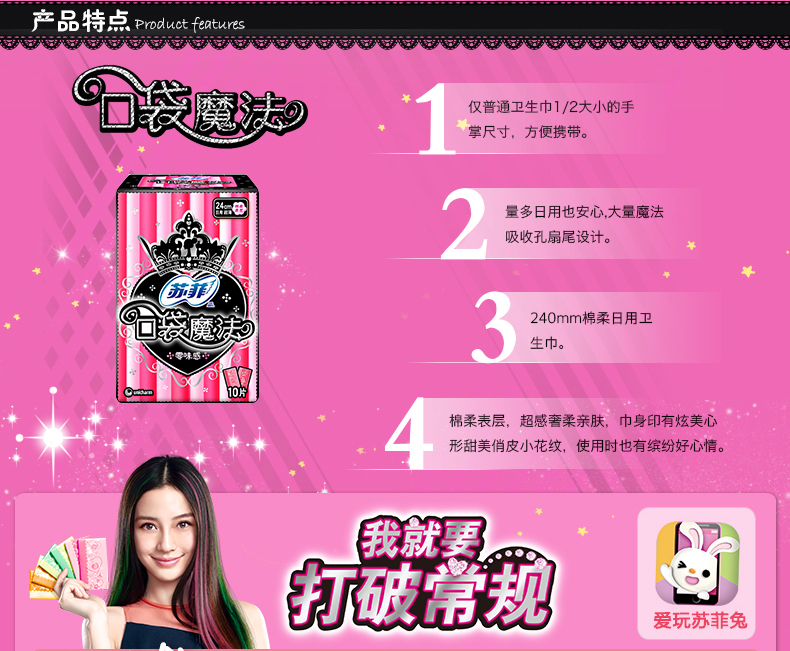 产品特点 Product features
口袋魔法
1
仅普通卫生巾1/2大小的手
掌尺寸，方便携带。
2
量多日用也安心,大量魔法
吸收孔扇尾设计。
3
240mm棉柔日用卫
生巾。
4
棉柔表层，超感奢柔亲肤，巾身印有炫美心
形甜美俏皮小花纹，使用时也有缤纷好心情。
24cm
苏菲
口袋魔法
零味感
unicharm
10片
我就要
打破常规
爱玩苏菲兔